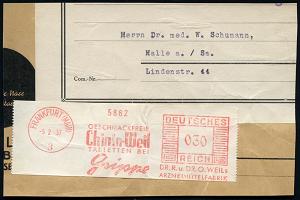 Herrn Dr. med. W. Schumann,
Halle a./ Sa.
Lindenstr. 44
Com.-Nr.
5862
FRANKFURT (MAIN)
-9.2.37
3
GESCHMACKFREIE
Chinin-Weil
TABLETTEN BEI
Grippe
DEUTSCHES
030
REICH
DR. R. u. DR. O. WEIL
ARZNEIMITTELFABRIK